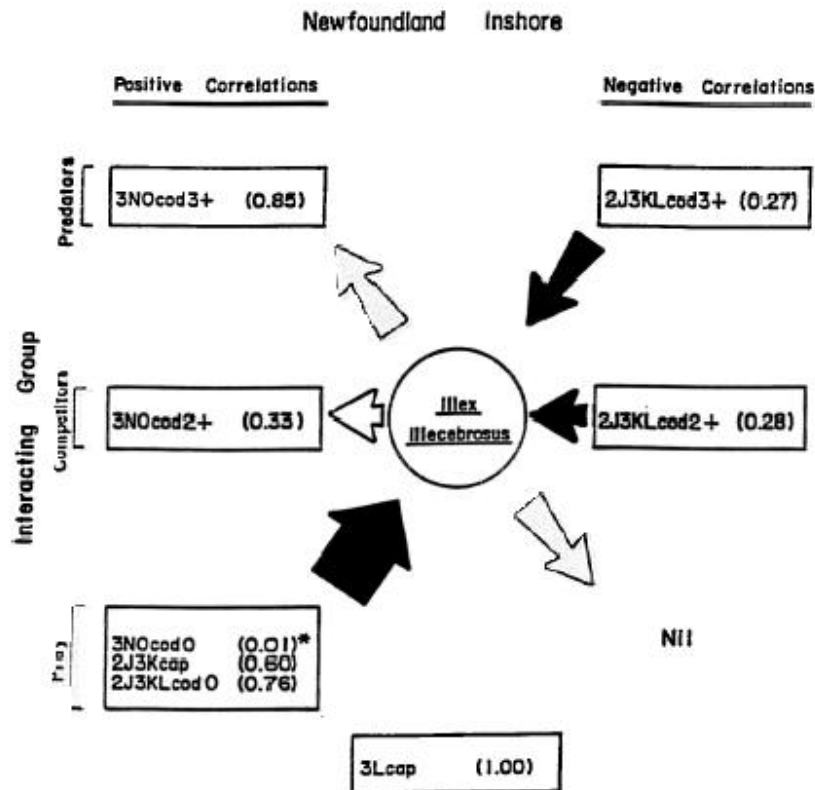 Newfoundland Inshore
Positive Correlations
Negative Correlations
Predators
3NOcod3+ (0.85)
2J3KLcod3+ (0.27)
Interacting Group
Competitors
3NOcod2+ (0.33)
Illex
Illecebrosus
2J3KLcod2+ (0.28)
Prey
3NOcod0 (0.01)*
2J3Kcap (0.60)
2J3KLcod0 (0.76)
Nil
3Lcap (1.00)